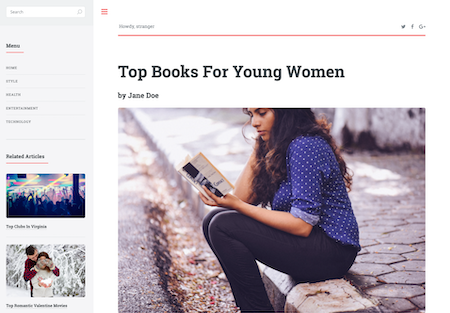 Search
Menu
HOME
STYLE
HEALTH
ENTERTAINMENT
TECHNOLOGY
Related Articles
Top Clubs In Virginia
Top Romantic Valentine Movies
Howdy, stranger
Top Books For Young Women
by Jane Doe